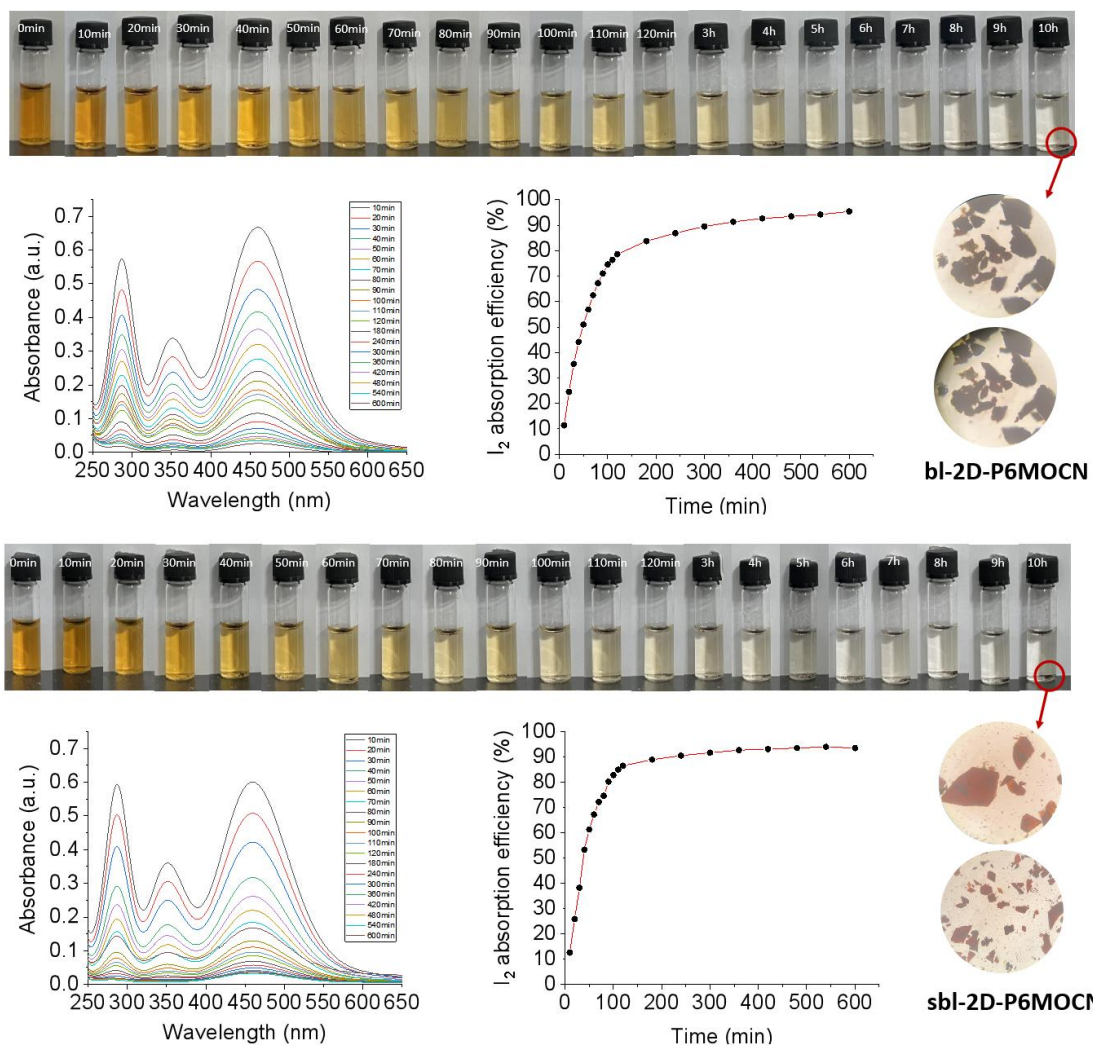 0min 10min 20min 30min 40min 50min 60min 70min 80min 90min 100min 110min 120min 3h 4h 5h 6h 7h 8h 9h 10h
Absorbance (a.u.)
0.7
0.6
0.5
0.4
0.3
0.2
0.1
0.0
250 300 350 400 450 500 550 600 650
Wavelength (nm)
10min
20min
30min
40min
50min
60min
70min
80min
90min
100min
110min
120min
180min
240min
300min
360min
420min
480min
540min
600min
I2 absorption efficiency (%)
100
90
80
70
60
50
40
30
20
10
0
0 100 200 300 400 500 600
Time (min)
bl-2D-P6MOCN
0min 10min 20min 30min 40min 50min 60min 70min 80min 90min 100min 110min 120min 3h 4h 5h 6h 7h 8h 9h 10h
Absorbance (a.u.)
0.7
0.6
0.5
0.4
0.3
0.2
0.1
0.0
250 300 350 400 450 500 550 600 650
Wavelength (nm)
10min
20min
30min
40min
50min
60min
70min
80min
90min
100min
110min
120min
180min
240min
300min
360min
420min
480min
540min
600min
I2 absorption efficiency (%)
100
90
80
70
60
50
40
30
20
10
0
0 100 200 300 400 500 600
Time (min)
sbl-2D-P6MOCN